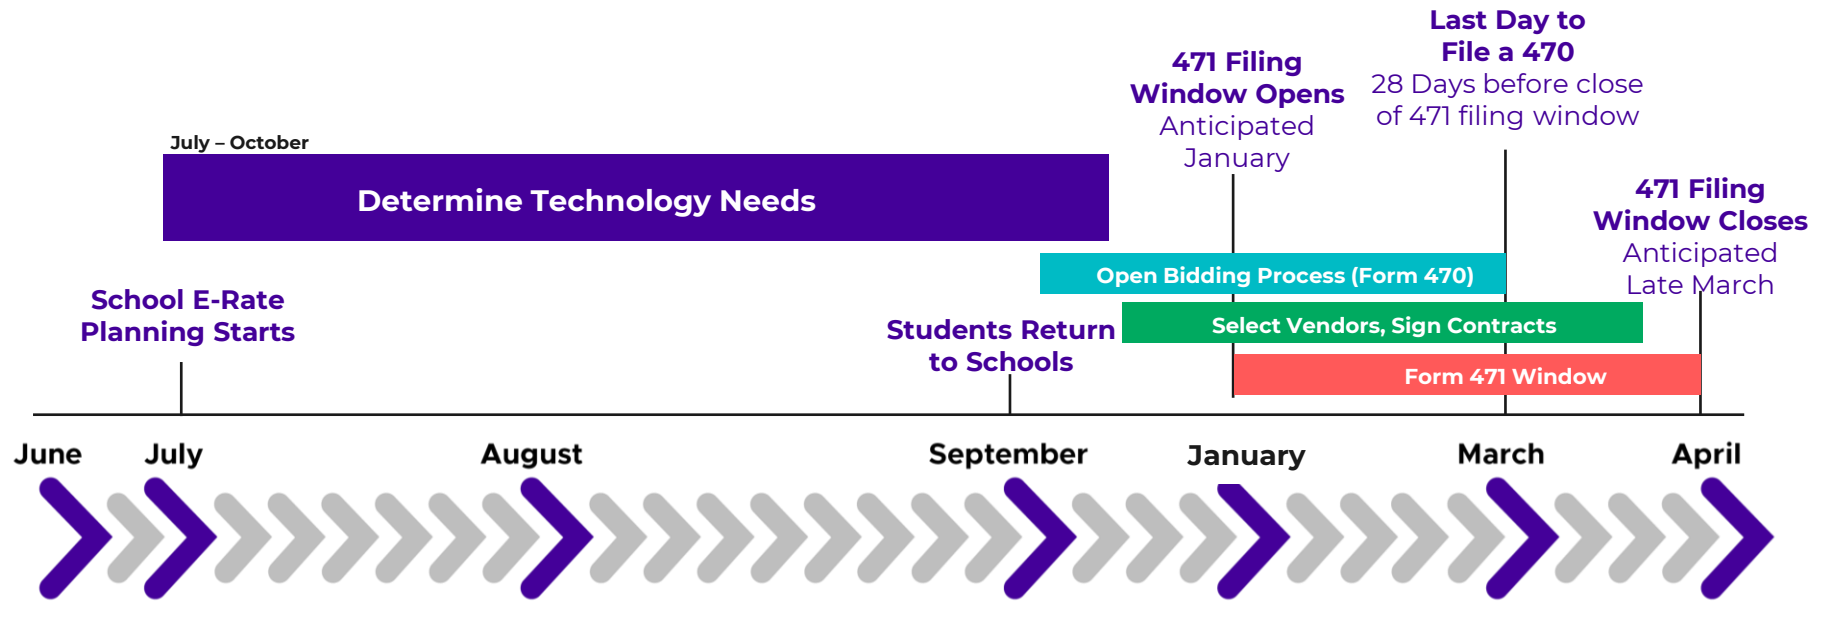 Last Day to
File a 470
28 Days before close
of 471 filing window
471 Filing
Window Opens
Anticipated
January
July – October
Determine Technology Needs
471 Filing
Window Closes
Anticipated
Late March
Open Bidding Process (Form 470)
School E-Rate
Planning Starts
Select Vendors, Sign Contracts
Students Return
to Schools
Form 471 Window
June
July
August
September
January
March
April